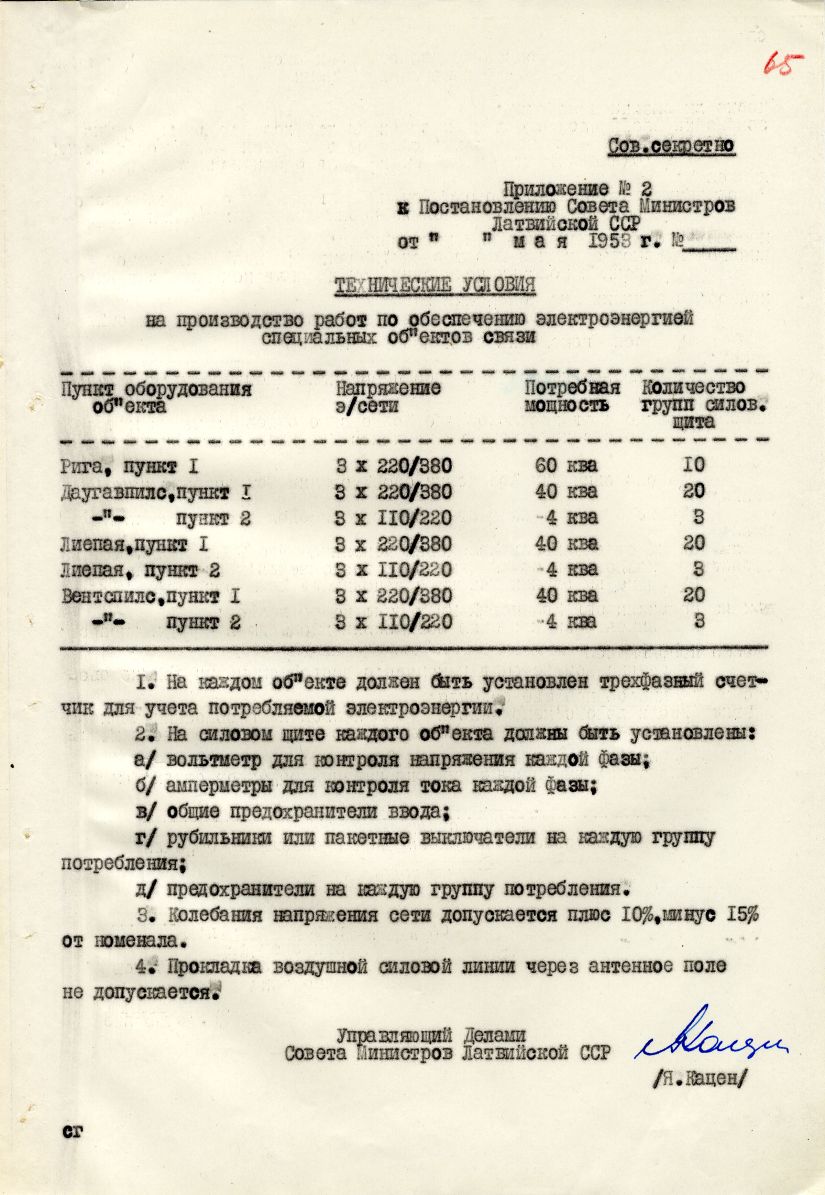 65
Сов.секретно
Приложение № 2
к Постановлению Совета Министров
Латвийской ССР
от " " м а я 1953 г. №_____
ТЕХНИЧЕСКИЕ УСЛОВИЯ
на производство работ по обеспечению электроэнергией
специальных об"ектов связи
Пункт оборудования Напряжение Потребная Количество
об"екта э/сети мощность групп силов.
щита
Рига, пункт I 3 х 220/380 60 ква 10
Даугавпилс,пункт I 3 х 220/380 40 ква 20
-"- пункт 2 3 х 110/220 4 ква 3
Лиепая,пункт I 3 х 220/380 40 ква 20
Лиепая, пункт 2 3 х 110/220 4 ква 3
Вентспилс,пункт I 3 х 220/380 40 ква 20
-"- пункт 2 3 х 110/220 4 ква 3
1. На каждом об"екте должен быть установлен трехфазный счет-
чик для учета потребляемой электроэнергии.
2. На силовом щите каждого об"екта должны быть установлены:
а/ вольтметр для контроля напряжения каждой фазы;
б/ амперметры для контроля тока каждой фазы;
в/ общие предохранители ввода;
г/ рубильники или пакетные выключатели на каждую группу
потребления;
д/ предохранители на каждую группу потребления.
3. Колебания напряжения сети допускается плюс 10%,минус 15%
от номенала.
4. Прокладка воздушной силовой линии через антенное поле
не допускается.
Управляющий Делами
Совета Министров Латвийской ССР
/Я.Кацен/
сг